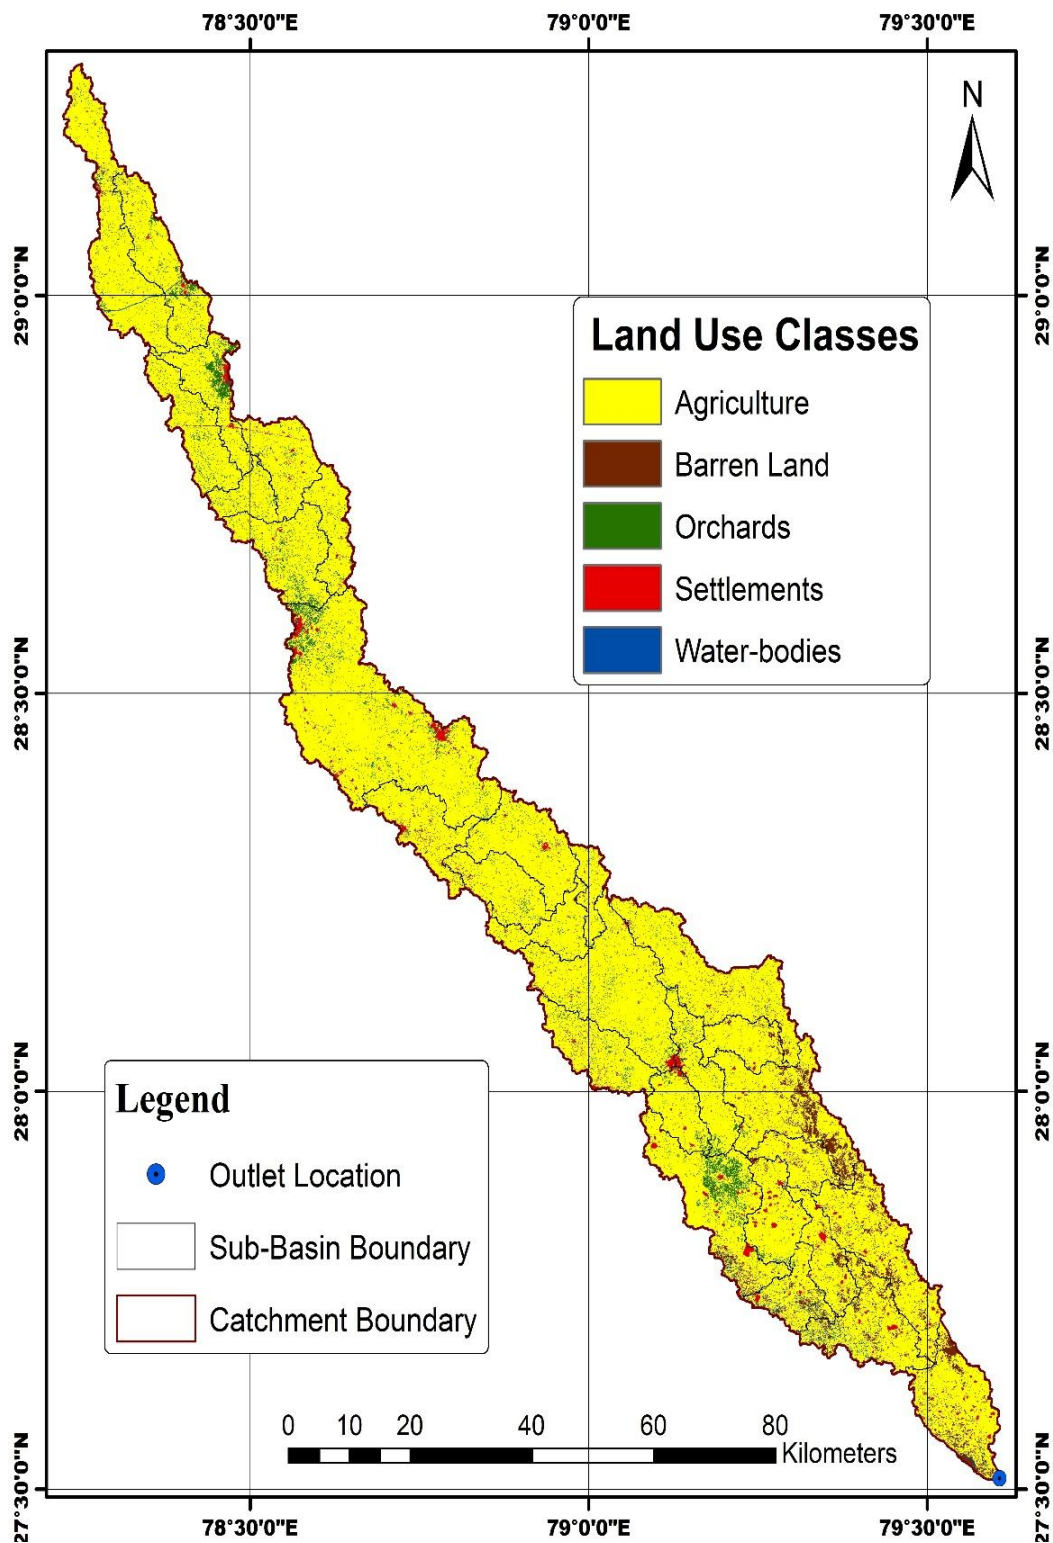 78°30'0"E 79°0'0"E 79°30'0"E
N
29°0'0"N 29°0'0"N
Land Use Classes
Agriculture
Barren Land
Orchards
Settlements
Water-bodies
28°30'0"N 28°30'0"N
28°0'0"N 28°0'0"N
Legend
Outlet Location
Sub-Basin Boundary
Catchment Boundary
0 10 20 40 60 80
Kilometers
27°30'0"N 27°30'0"N
78°30'0"E 79°0'0"E 79°30'0"E